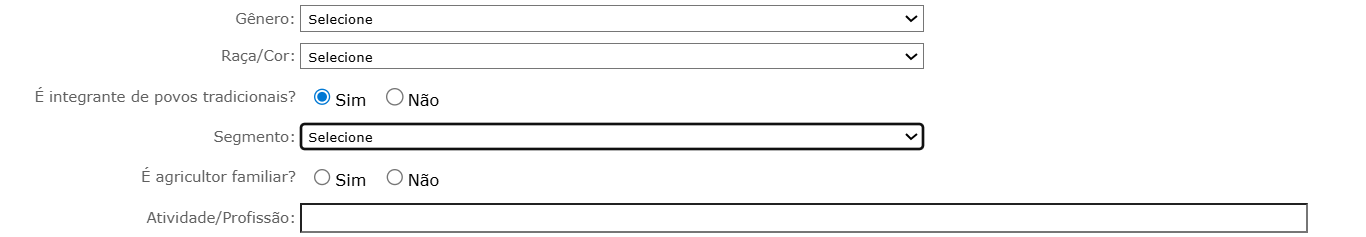 Gênero: Selecione
Raça/Cor: Selecione
É integrante de povos tradicionais? Sim Não
Segmento: Selecione
É agricultor familiar? Sim Não
Atividade/Profissão: